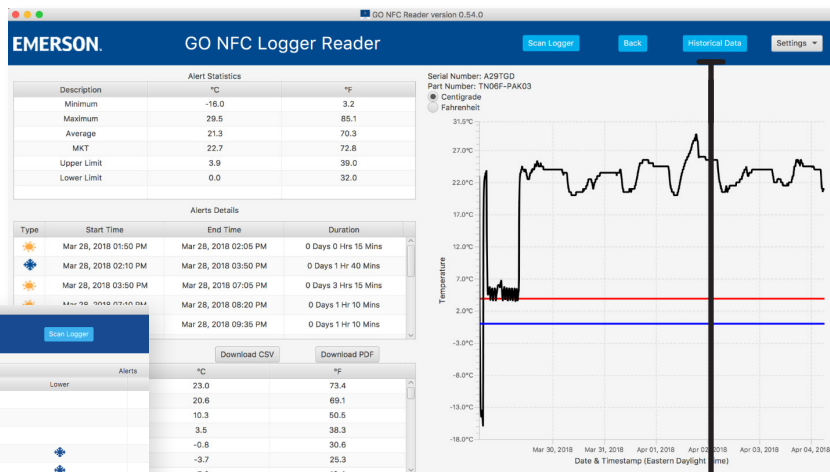 GO NFC Reader version 0.54.0
EMERSON. GO NFC Logger Reader Scan Logger Back Historical Data Settings
Alert Statistics
Description °C °F
Minimum -16.0 3.2
Maximum 29.5 85.1
Average 21.3 70.3
MKT 22.7 72.8
Upper Limit 3.9 39.0
Lower Limit 0.0 32.0
Alerts Details
Type Start Time End Time Duration
Mar 28, 2018 01:50 PM Mar 28, 2018 02:05 PM 0 Days 0 Hrs 15 Mins
Mar 28, 2018 02:10 PM Mar 28, 2018 03:50 PM 0 Days 1 Hr 40 Mins
Mar 28, 2018 03:50 PM Mar 28, 2018 07:05 PM 0 Days 3 Hrs 15 Mins
Mar 28, 2018 07:10 PM Mar 28, 2018 08:20 PM 0 Days 1 Hr 10 Mins
Mar 28, 2018 09:35 PM 0 Days 1 Hr 10 Mins
Scan Logger
Alerts
Lower
Download CSV Download PDF
°C °F
23.0 73.4
20.6 69.1
10.3 50.5
3.5 38.3
-0.8 30.6
-3.7 25.3
Serial Number: A29TGD
Part Number: TN06F-PAK03
Centigrade
Fahrenheit
31.5°C
27.0°C
22.0°C
17.0°C
12.0°C
7.0°C
2.0°C
-3.0°C
-8.0°C
-13.0°C
-18.0°C
Temperature
Mar 30, 2018 Mar 31, 2018 Apr 01, 2018 Apr 02, 2018 Apr 03, 2018 Apr 04, 2018
Date & Timestamp (Eastern Daylight Time)